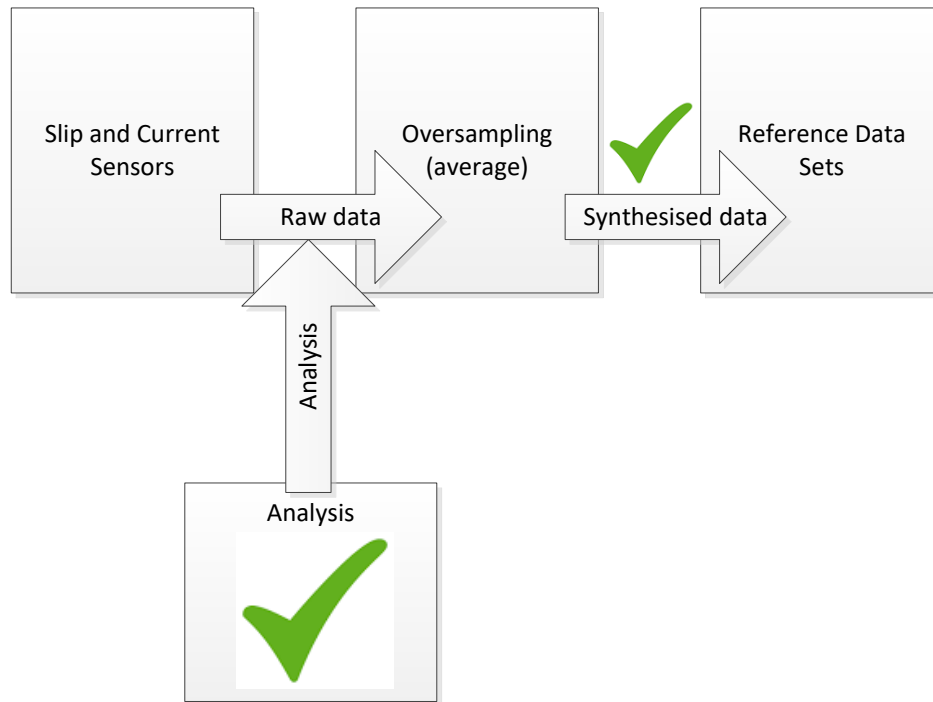 Slip and Current
Sensors
Oversampling
(average)
Reference Data
Sets
Raw data
Synthesised data
Analysis
Analysis